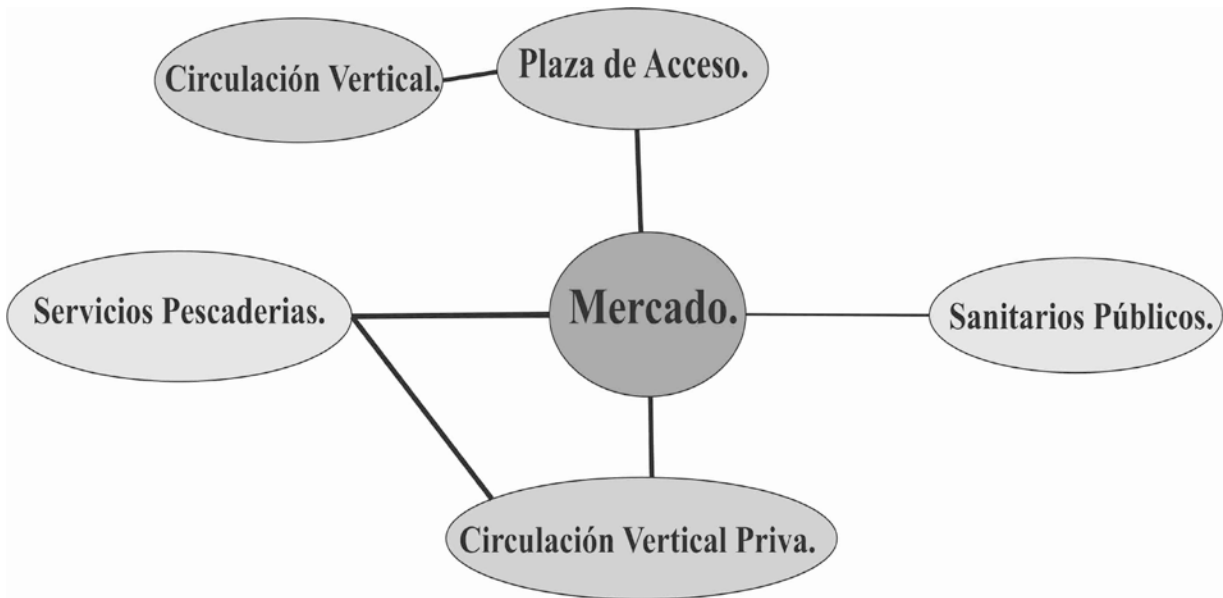 Circulación Vertical.
Plaza de Acceso.
Servicios Pescaderias.
Mercado.
Sanitarios Públicos.
Circulación Vertical Priva.